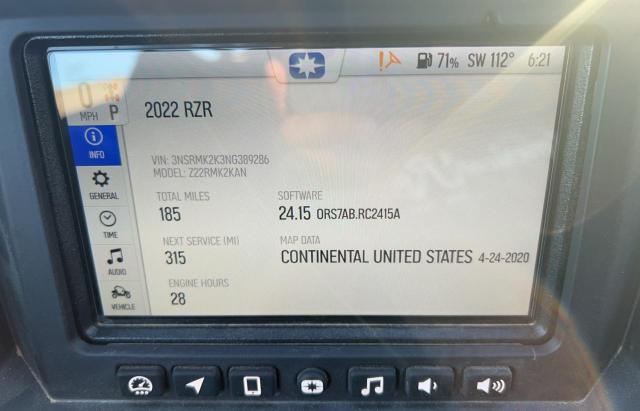 71% SW 112° 6:21
0
MPH P
2022 RZR
INFO
VIN: 3NSRMK2K3NG389286
MODEL: Z22RMK2KAN
GENERAL
TOTAL MILES SOFTWARE
185 24.15 ORS7AB.RC2415A
TIME
NEXT SERVICE (MI) MAP DATA
315 CONTINENTAL UNITED STATES 4-24-2020
AUDIO
ENGINE HOURS
28
VEHICLE